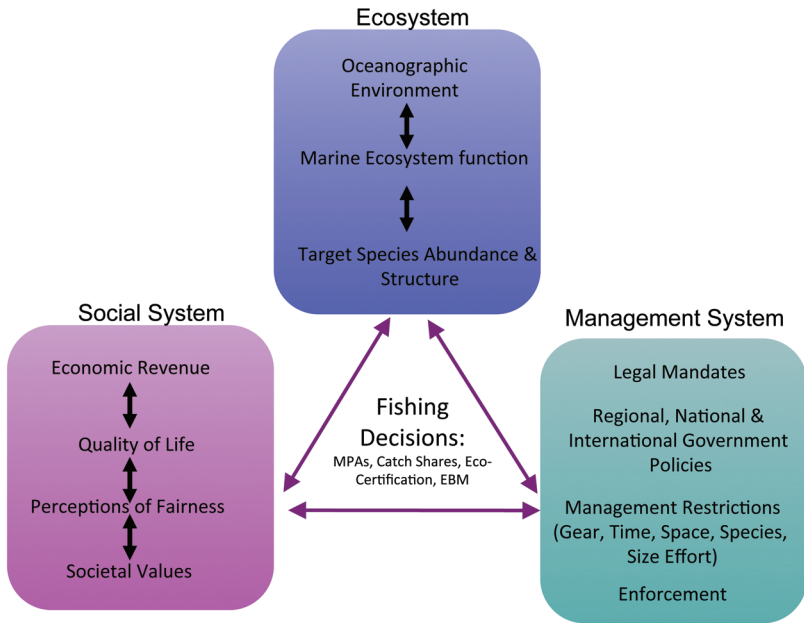 Ecosystem
Oceanographic
Environment
Marine Ecosystem function
Target Species Abundance &
Structure
Social System
Economic Revenue
Quality of Life
Perceptions of Fairness
Societal Values
Fishing
Decisions:
MPAs, Catch Shares, Eco-
Certification, EBM
Management System
Legal Mandates
Regional, National &
International Government
Policies
Management Restrictions
(Gear, Time, Space, Species,
Size Effort)
Enforcement